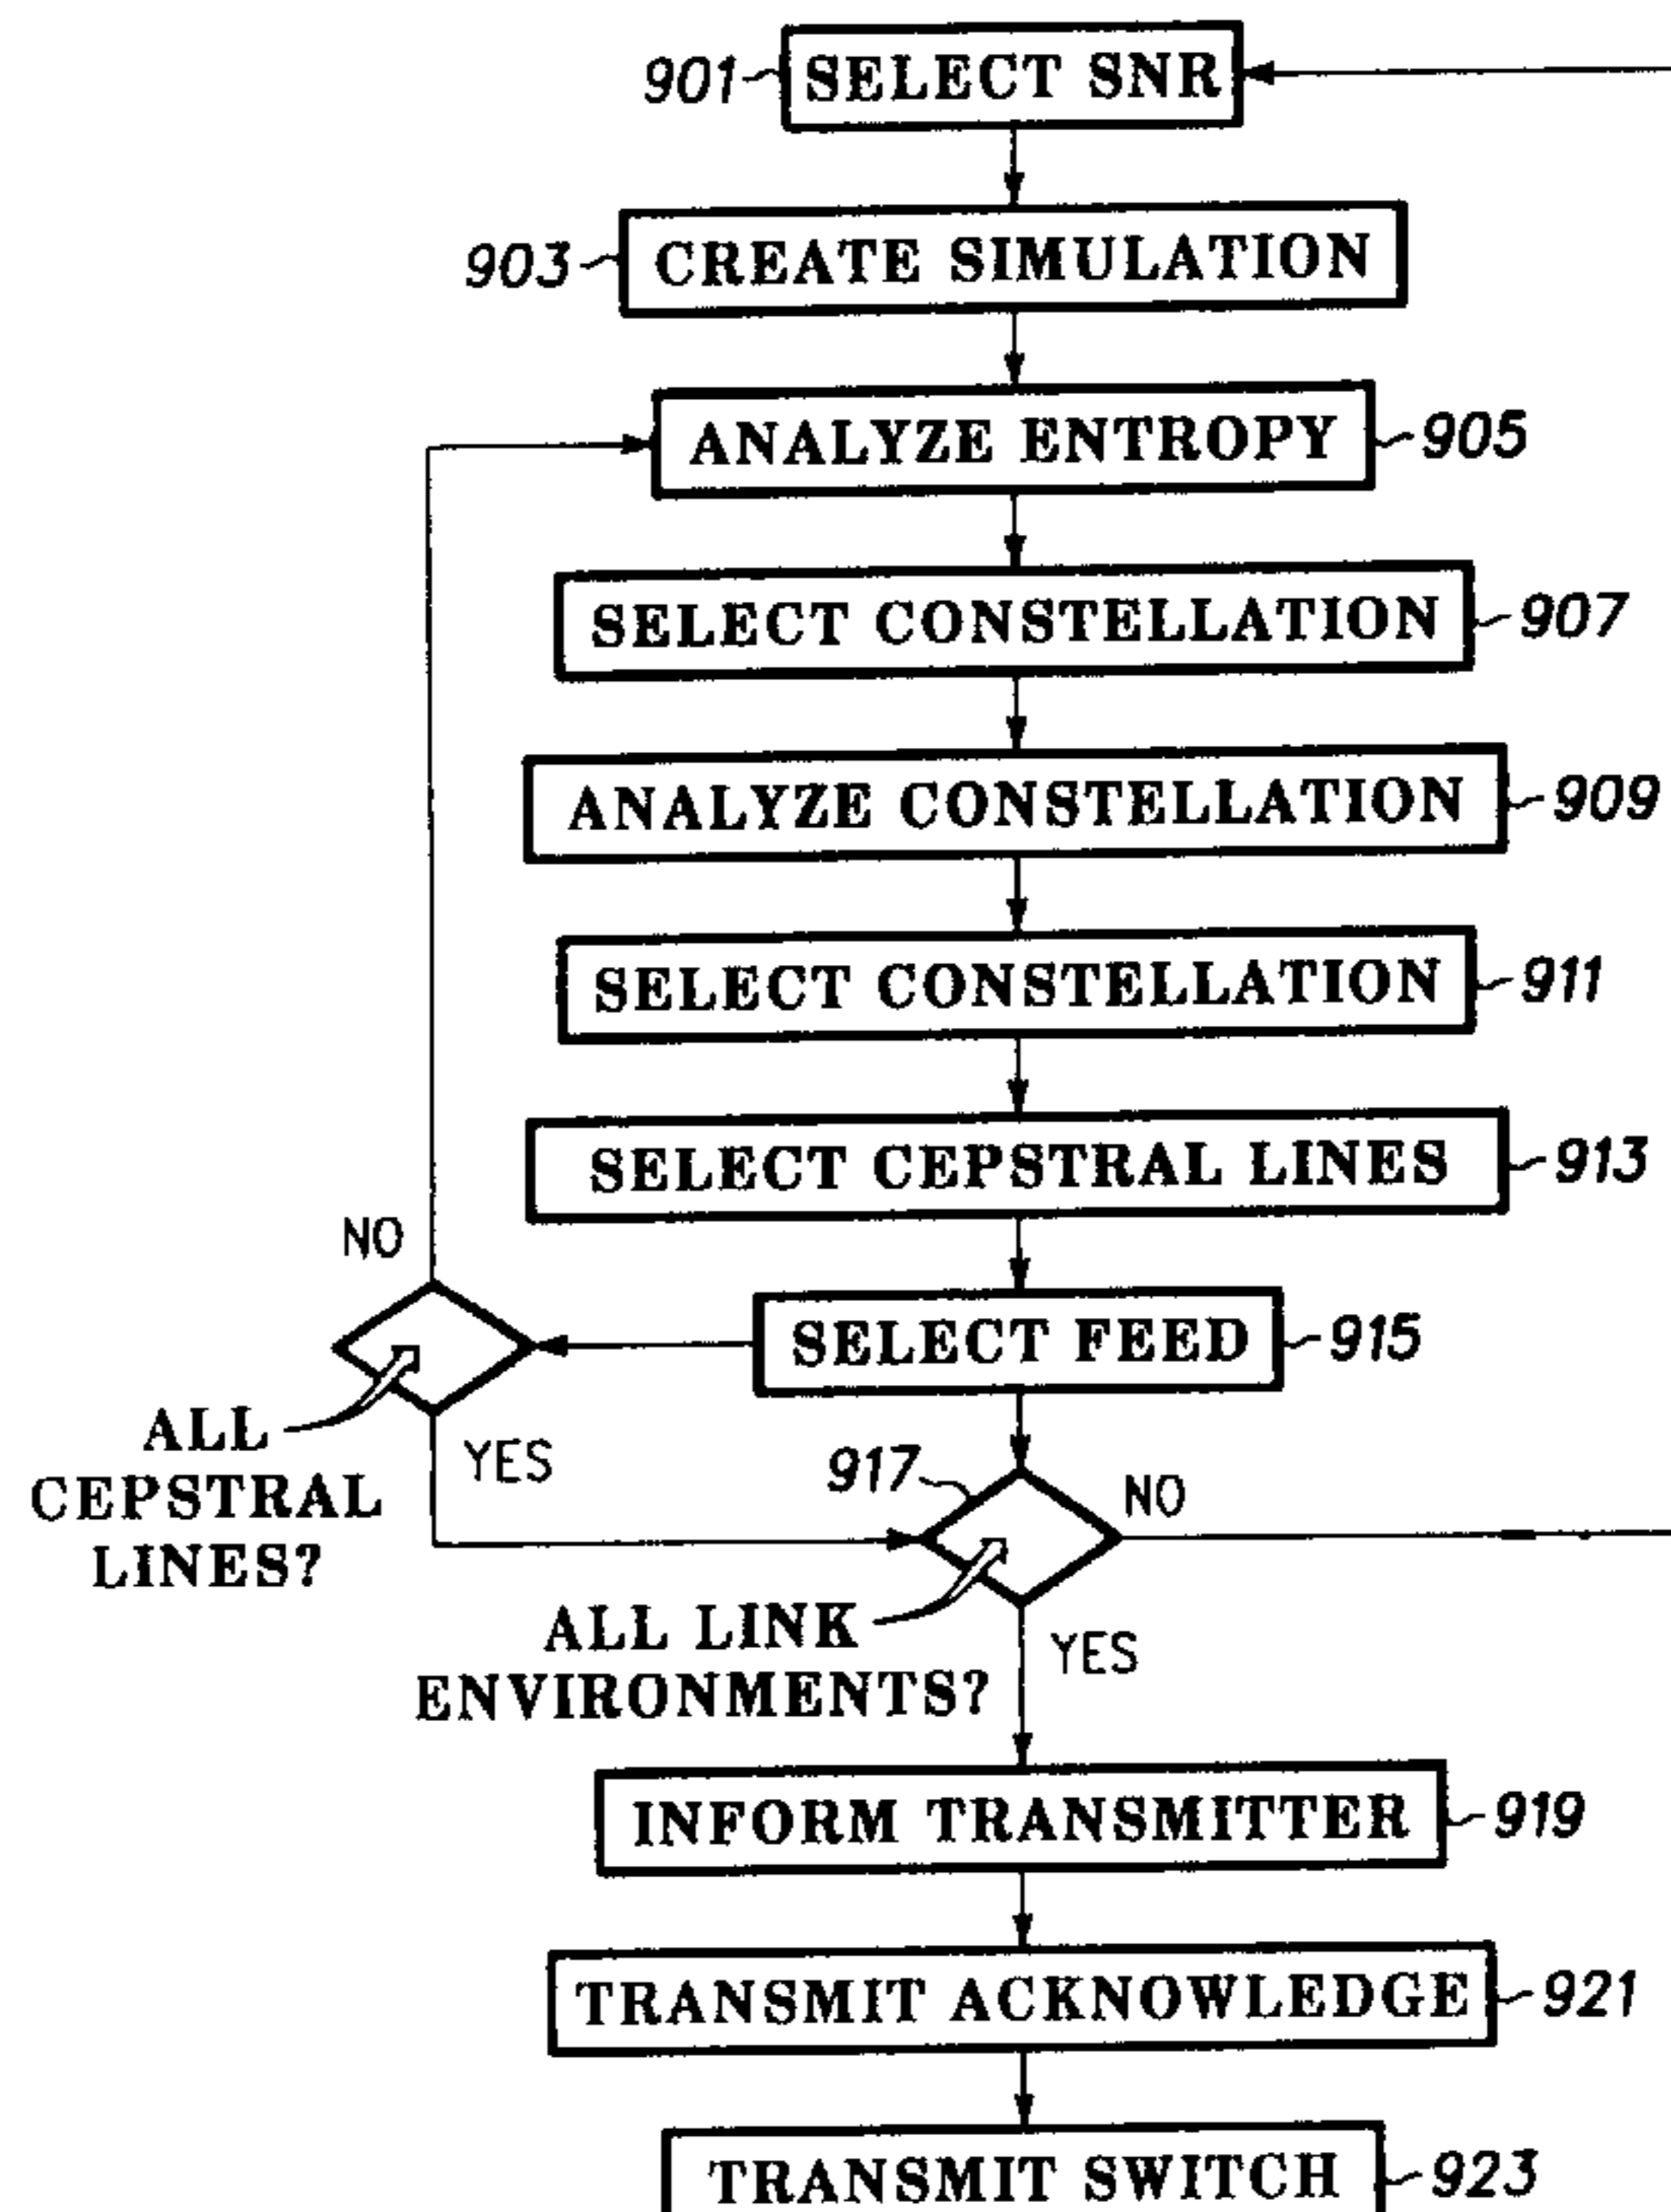 901 SELECT SNR
903 CREATE SIMULATION
ANALYZE ENTROPY 905
SELECT CONSTELLATION 907
ANALYZE CONSTELLATION 909
SELECT CONSTELLATION 911
SELECT CEPSTRAL LINES 913
NO
SELECT FEED 915
ALL
CEPSTRAL
LINES?
YES
917
NO
ALL LINK
ENVIRONMENTS?
YES
INFORM TRANSMITTER 919
TRANSMIT ACKNOWLEDGE 921
TRANSMIT SWITCH 923